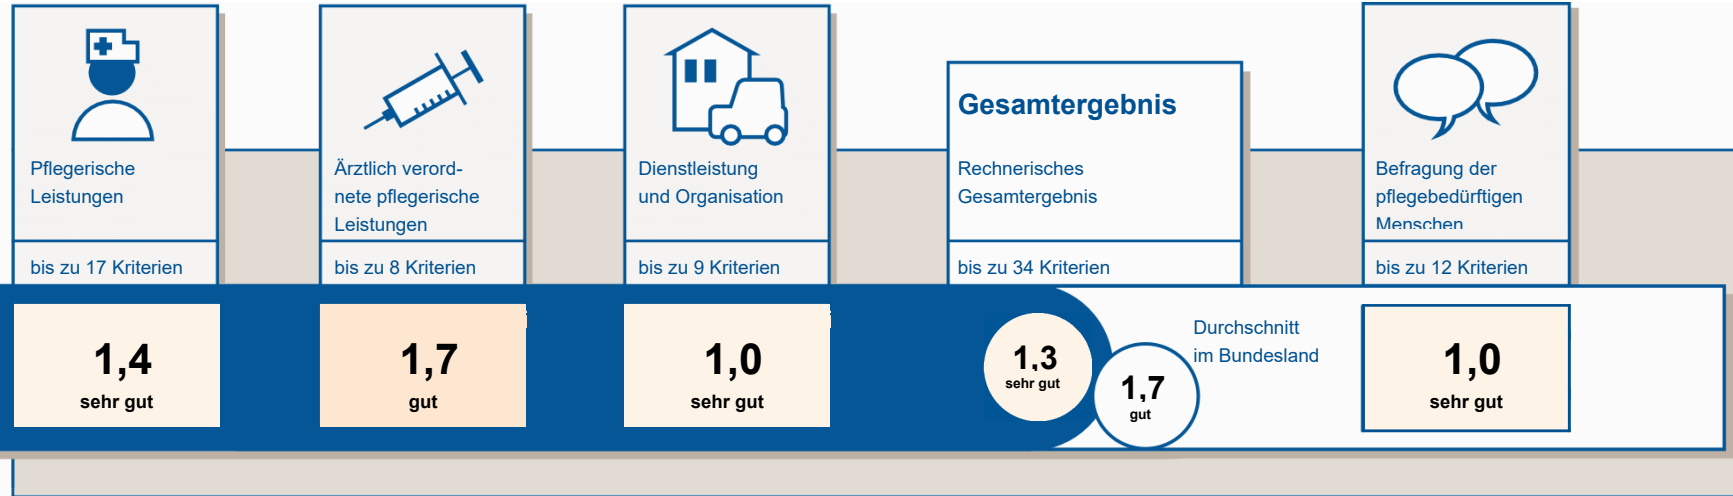 Pflegerische
Leistungen
bis zu 17 Kriterien
1,4
sehr gut
Ärztlich verord-
nete pflegerische
Leistungen
bis zu 8 Kriterien
1,7
gut
Dienstleistung
und Organisation
bis zu 9 Kriterien
1,0
sehr gut
Gesamtergebnis
Rechnerisches
Gesamtergebnis
bis zu 34 Kriterien
1,3
sehr gut
1,7
gut
Durchschnitt
im Bundesland
Befragung der
pflegebedürftigen
Menschen
bis zu 12 Kriterien
1,0
sehr gut